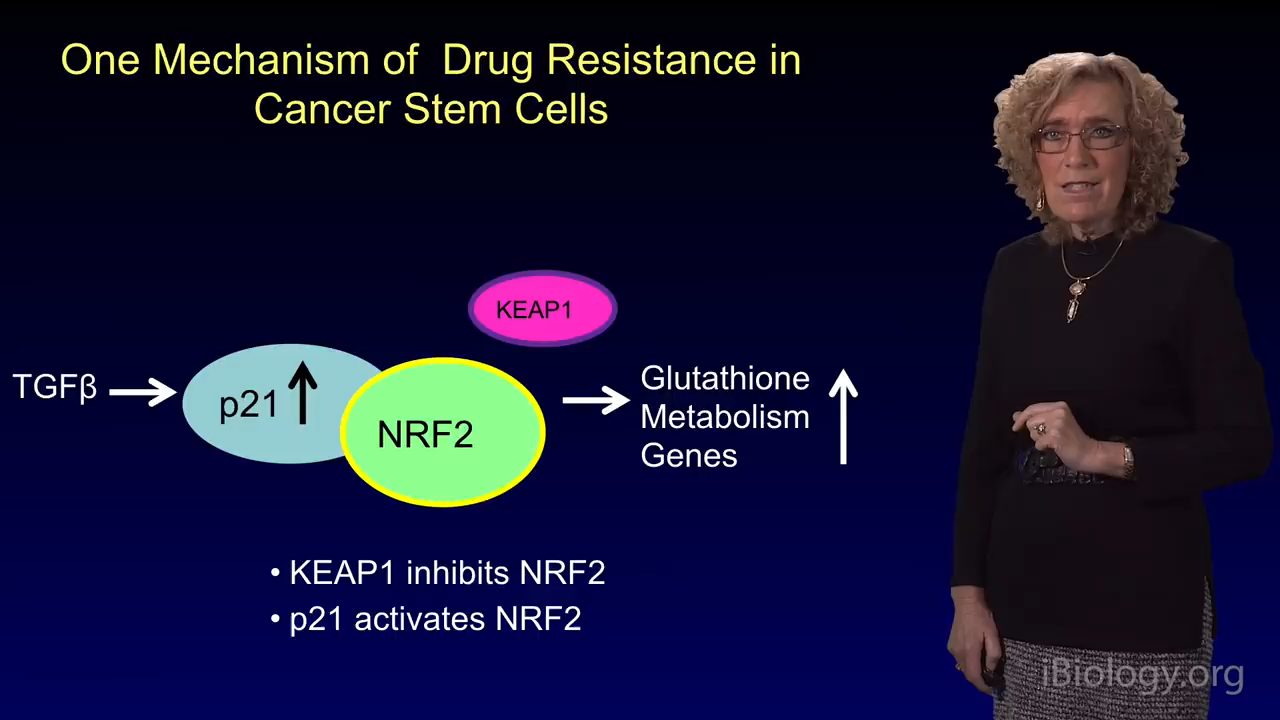 One Mechanism of Drug Resistance in
Cancer Stem Cells
KEAP1
TGFβ
p21
NRF2
Glutathione
Metabolism
Genes
• KEAP1 inhibits NRF2
• p21 activates NRF2
iBiology.org